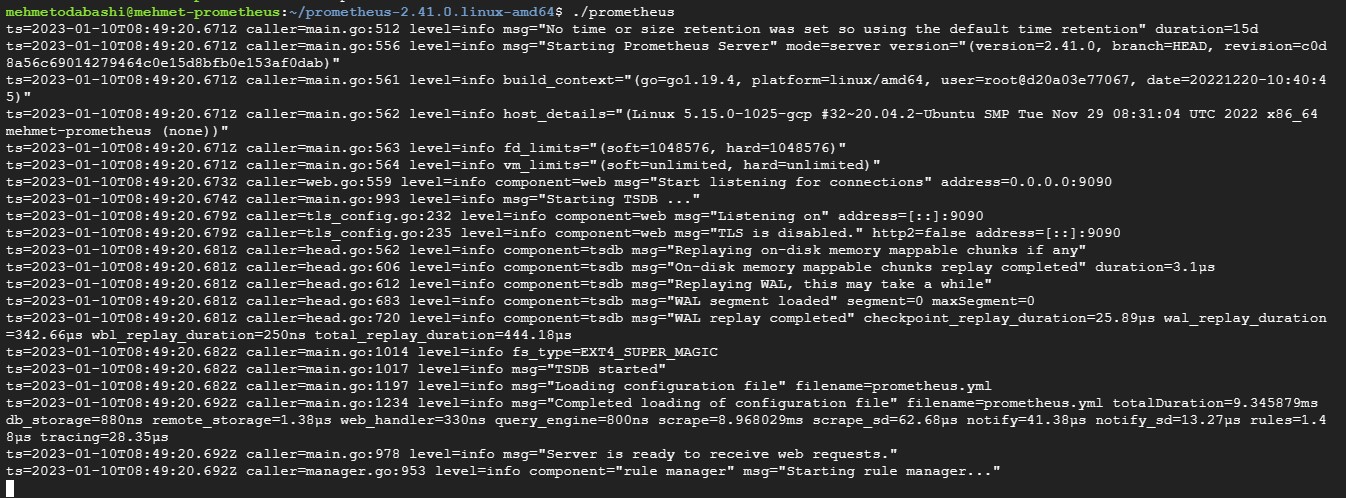 mehmetodabashi@mehmet-prometheus:~/prometheus-2.41.0.linux-amd64$ ./prometheus
ts=2023-01-10T08:49:20.671Z caller=main.go:512 level=info msg="No time or size retention was set so using the default time retention" duration=15d
ts=2023-01-10T08:49:20.671Z caller=main.go:556 level=info msg="Starting Prometheus Server" mode=server version="(version=2.41.0, branch=HEAD, revision=c0d
8a56c69014279464c0e15d8bfb0e153af0dab)"
ts=2023-01-10T08:49:20.671Z caller=main.go:561 level=info build_context="(go=go1.19.4, platform=linux/amd64, user=root@d20a03e77067, date=20221220-10:40:4
5)"
ts=2023-01-10T08:49:20.671Z caller=main.go:562 level=info host_details="(Linux 5.15.0-1025-gcp #32~20.04.2-Ubuntu SMP Tue Nov 29 08:31:04 UTC 2022 x86_64
mehmet-prometheus (none))"
ts=2023-01-10T08:49:20.671Z caller=main.go:563 level=info fd_limits="(soft=1048576, hard=1048576)"
ts=2023-01-10T08:49:20.671Z caller=main.go:564 level=info vm_limits="(soft=unlimited, hard=unlimited)"
ts=2023-01-10T08:49:20.673Z caller=web.go:559 level=info component=web msg="Start listening for connections" address=0.0.0.0:9090
ts=2023-01-10T08:49:20.674Z caller=main.go:993 level=info msg="Starting TSDB ..."
ts=2023-01-10T08:49:20.679Z caller=tls_config.go:232 level=info component=web msg="Listening on" address=[::]:9090
ts=2023-01-10T08:49:20.679Z caller=tls_config.go:235 level=info component=web msg="TLS is disabled." http2=false address=[::]:9090
ts=2023-01-10T08:49:20.681Z caller=head.go:562 level=info component=tsdb msg="Replaying on-disk memory mappable chunks if any"
ts=2023-01-10T08:49:20.681Z caller=head.go:606 level=info component=tsdb msg="On-disk memory mappable chunks replay completed" duration=3.1µs
ts=2023-01-10T08:49:20.681Z caller=head.go:612 level=info component=tsdb msg="Replaying WAL, this may take a while"
ts=2023-01-10T08:49:20.681Z caller=head.go:683 level=info component=tsdb msg="WAL segment loaded" segment=0 maxSegment=0
ts=2023-01-10T08:49:20.681Z caller=head.go:720 level=info component=tsdb msg="WAL replay completed" checkpoint_replay_duration=25.89µs wal_replay_duration
=342.66µs wbl_replay_duration=250ns total_replay_duration=444.18µs
ts=2023-01-10T08:49:20.682Z caller=main.go:1014 level=info fs_type=EXT4_SUPER_MAGIC
ts=2023-01-10T08:49:20.682Z caller=main.go:1017 level=info msg="TSDB started"
ts=2023-01-10T08:49:20.682Z caller=main.go:1197 level=info msg="Loading configuration file" filename=prometheus.yml
ts=2023-01-10T08:49:20.692Z caller=main.go:1234 level=info msg="Completed loading of configuration file" filename=prometheus.yml totalDuration=9.345879ms
db_storage=880ns remote_storage=1.38µs web_handler=330ns query_engine=800ns scrape=8.968029ms scrape_sd=62.68µs notify=41.38µs notify_sd=13.27µs rules=1.4
8µs tracing=28.35µs
ts=2023-01-10T08:49:20.692Z caller=main.go:978 level=info msg="Server is ready to receive web requests."
ts=2023-01-10T08:49:20.692Z caller=manager.go:953 level=info component="rule manager" msg="Starting rule manager..."